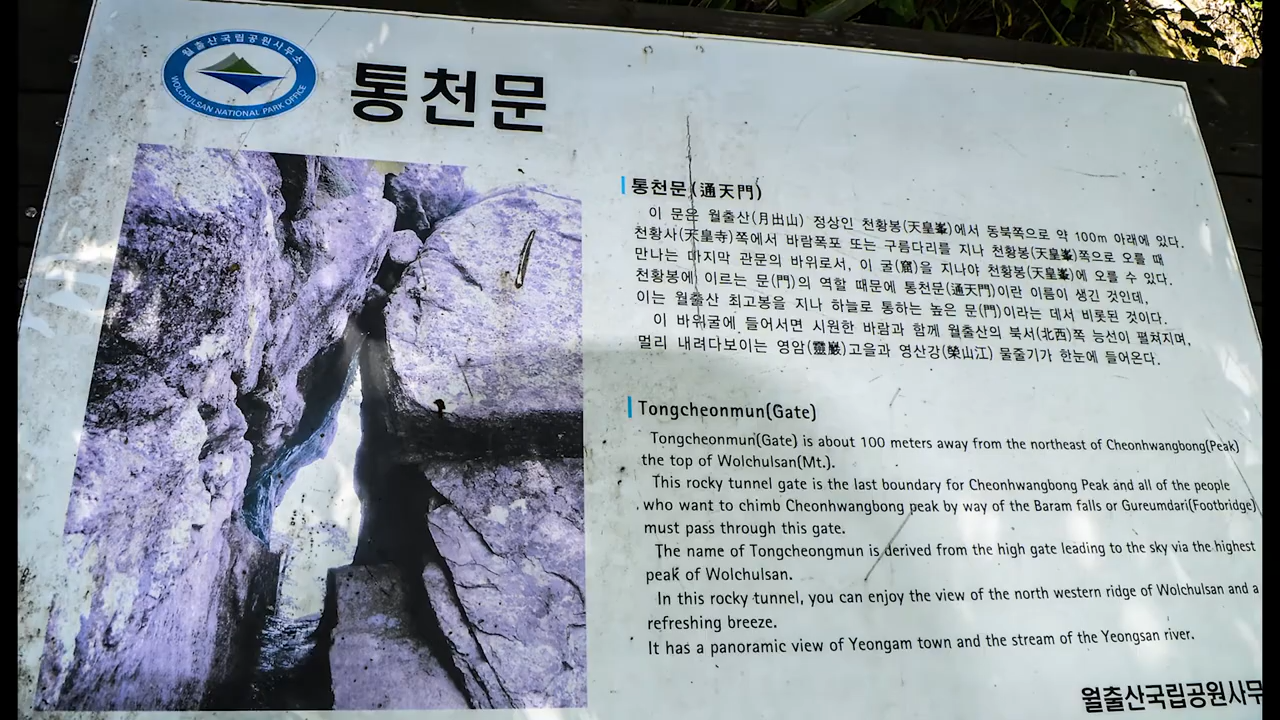 월출산국립공원사무소
WOLCHULSAN NATIONAL PARK OFFICE
통천문
통천문(通天門)
이 문은 월출산(月出山) 정상인 천황봉(天皇峯)에서 동북쪽으로 약 100m 아래에 있다.
천황사(天皇寺)쪽에서 바람폭포 또는 구름다리를 지나 천황봉(天皇峯)쪽으로 오를 때
만나는 마지막 관문의 바위로서, 이 굴(窟)을 지나야 천황봉(天皇峯)에 오를 수 있다.
천황봉에 이르는 문(門)의 역할 때문에 통천문(通天門)이란 이름이 생긴 것인데,
이는 월출산 최고봉을 지나 하늘로 통하는 높은 문(門)이라는 데서 비롯된 것이다.
이 바위굴에 들어서면 시원한 바람과 함께 월출산의 북서(北西)쪽 능선이 펼쳐지며,
멀리 내려다보이는 영암(靈巖)고을과 영산강(榮山江) 물줄기가 한눈에 들어온다.
Tongcheonmun(Gate)
Tongcheonmun(Gate) is about 100 meters away from the northeast of Cheonhwangbong(Peak)
the top of Wolchulsan(Mt.).
This rocky tunnel gate is the last boundary for Cheonhwangbong Peak and all of the people
who want to chimb Cheonhwangbong peak by way of the Baram falls or Gureumdari(Footbridge)
must pass through this gate.
The name of Tongcheongmun is derived from the high gate leading to the sky via the highest
peak of Wolchulsan.
In this rocky tunnel, you can enjoy the view of the north western ridge of Wolchulsan and a
refreshing breeze.
It has a panoramic view of Yeongam town and the stream of the Yeongsan river.
월출산국립공원사무